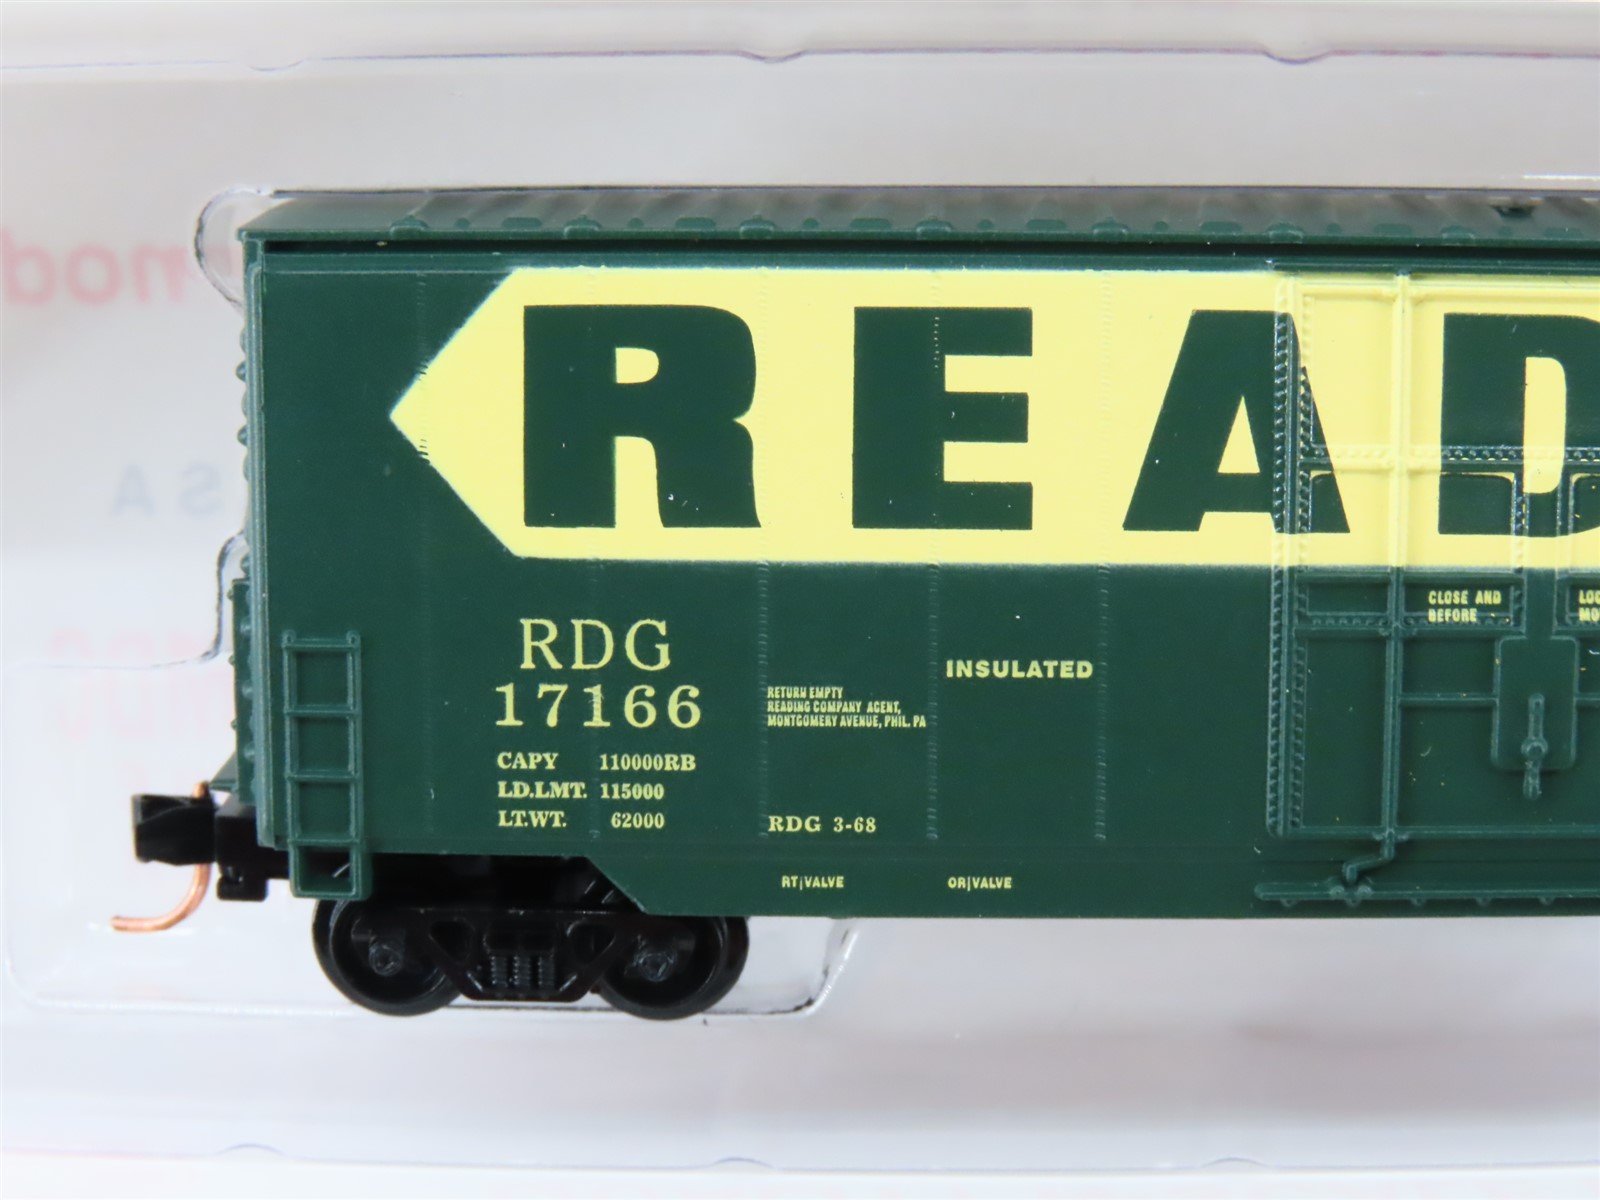 READ
RDG
17166
CAPY 110000RB
LD.LMT. 115000
LT.WT. 62000
RETURN EMPTY
READING COMPANY AGENT,
MONTGOMERY AVENUE, PHIL. PA
RDG 3-68
INSULATED
RT|VALVE
OR|VALVE
CLOSE AND
BEFORE